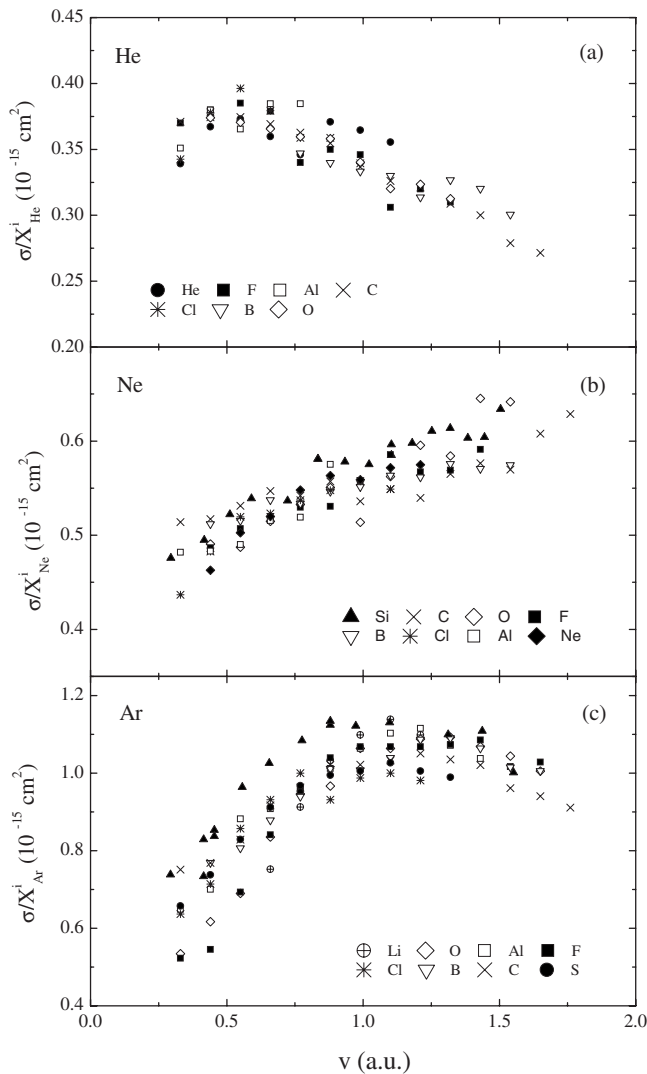 He
(a)
0.45
0.40
0.35
0.30
0.25
0.20
σ/X^i_He (10^-15 cm^2)
He F Al C
Cl B O
Ne
(b)
0.6
0.5
0.4
σ/X^i_Ne (10^-15 cm^2)
Si C O F
B Cl Al Ne
Ar
(c)
1.2
1.0
0.8
0.6
0.4
σ/X^i_Ar (10^-15 cm^2)
Li O Al F
Cl B C S
0.0 0.5 1.0 1.5 2.0
v (a.u.)